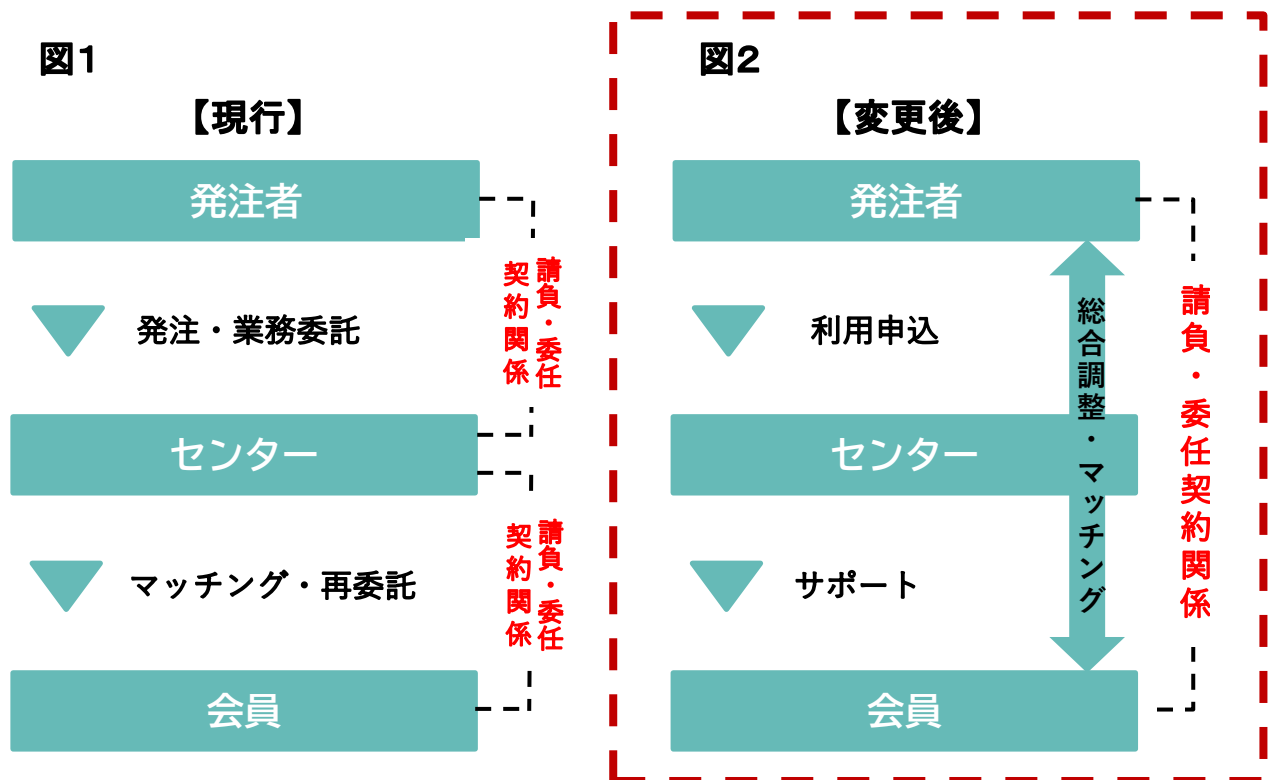 図1
【現行】
発注者
発注・業務委託
請負・委任
契約関係
センター
マッチング・再委託
請負・委任
契約関係
会員
図2
【変更後】
発注者
利用申込
総合調整・マッチング
請負・委任契約関係
センター
サポート
会員